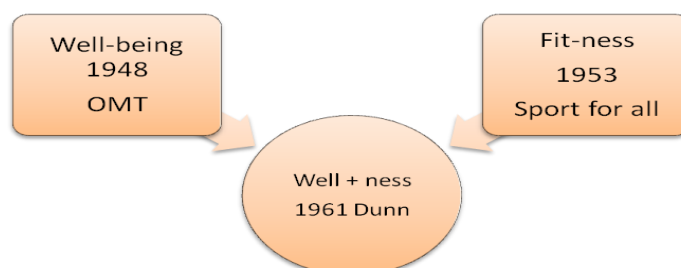 Well-being
1948
OMT
Fit-ness
1953
Sport for all
Well + ness
1961 Dunn